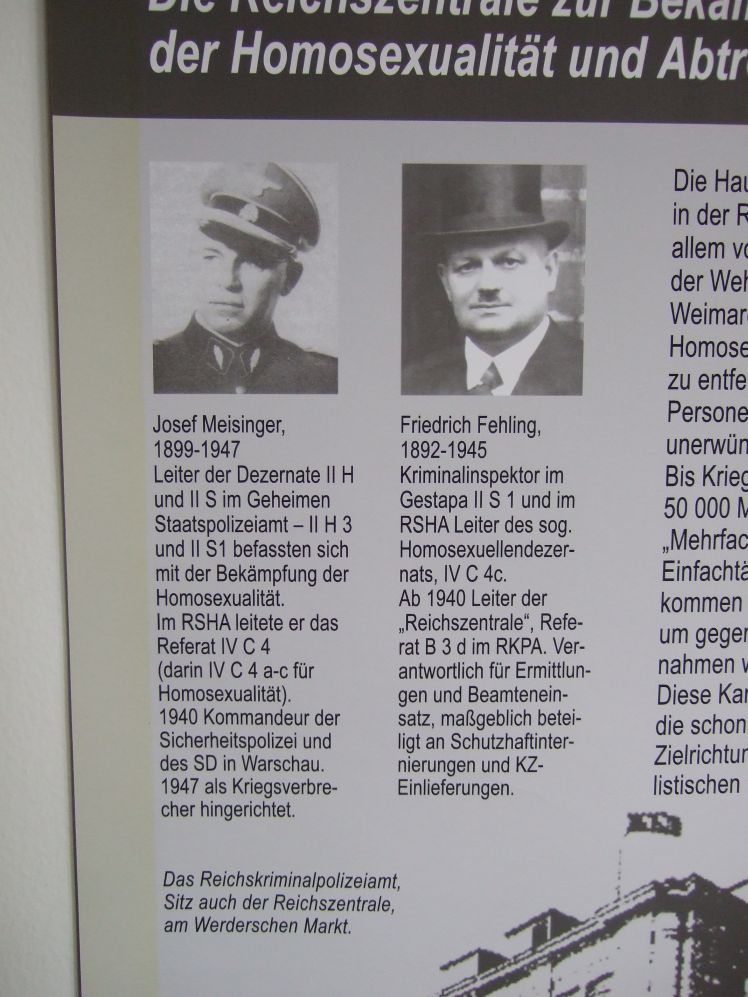 Die Reichszentrale zur
der Homosexualität und
Josef Meisinger,
1899-1947
Leiter der Dezernate II H
und II S im Geheimen
Staatspolizeiamt – II H 3
und II S1 befassten sich
mit der Bekämpfung der
Homosexualität.
Im RSHA leitete er das
Referat IV C 4
(darin IV C 4 a-c für
Homosexualität).
1940 Kommandeur der
Sicherheitspolizei und
des SD in Warschau.
1947 als Kriegsverbre-
cher hingerichtet.
Friedrich Fehling,
1892-1945
Kriminalinspektor im
Gestapa II S 1 und im
RSHA Leiter des sog.
Homosexuellendezer-
nats, IV C 4c.
Ab 1940 Leiter der
„Reichszentrale“, Refe-
rat B 3 d im RKPA. Ver-
antwortlich für Ermittlun-
gen und Beamtenein-
satz, maßgeblich betei-
ligt an Schutzhaftinter-
nierungen und KZ-
Einlieferungen.
Die
in der
allem
der
Homose
zu entfe
Persone
unerwün
Bis Krieg
50 000 M
„Mehrfac
Einfachtä
kommen
um gegen
nahmen
Diese Kar
die schon
Zielrichtun
listischen
Das Reichskriminalpolizeiamt,
Sitz auch der Reichszentrale,
am Werderschen Markt.